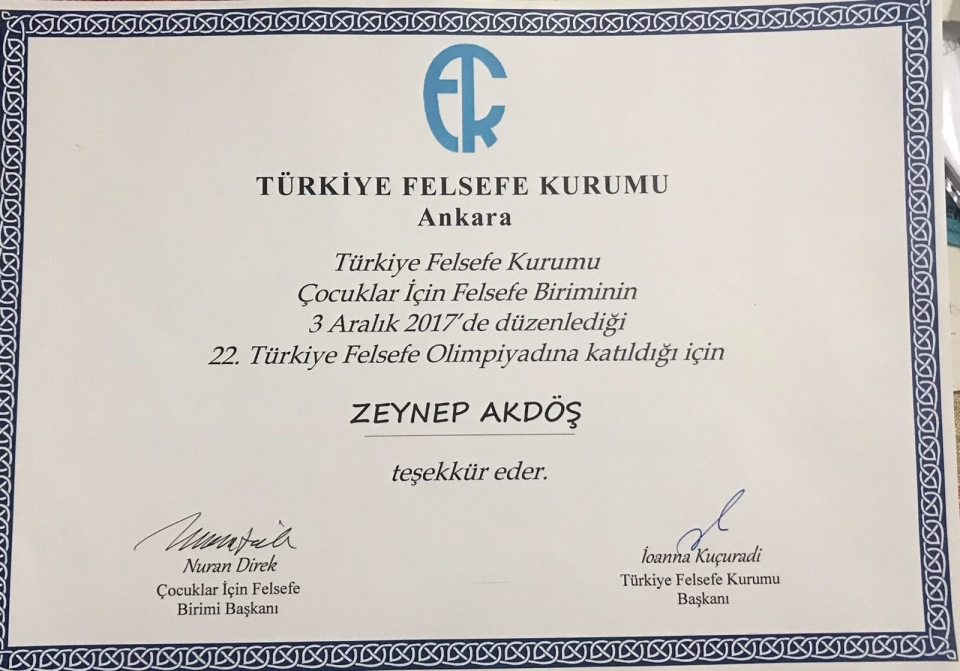 TÜRKİYE FELSEFE KURUMU
Ankara
Türkiye Felsefe Kurumu
Çocuklar İçin Felsefe Biriminin
3 Aralık 2017'de düzenlediği
22. Türkiye Felsefe Olimpiyadına katıldığı için
ZEYNEP AKDÖŞ
teşekkür eder.
Nuran Direk
Çocuklar İçin Felsefe
Birimi Başkanı
İoanna Kuçuradi
Türkiye Felsefe Kurumu
Başkanı